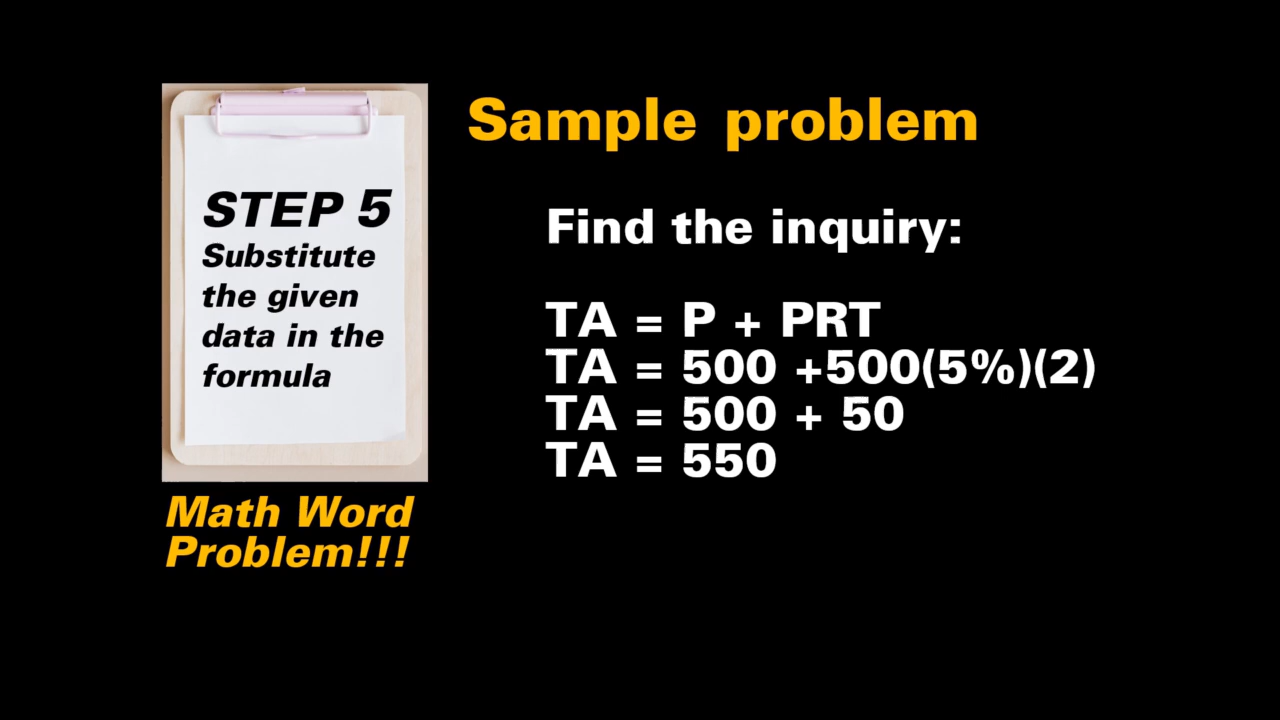 STEP 5
Substitute
the given
data in the
formula
Math Word
Problem!!!
Sample problem
Find the inquiry:
TA = P + PRT
TA = 500 +500(5%)(2)
TA = 500 + 50
TA = 550